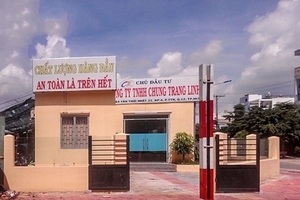 CHẤT LƯỢNG HÀNG ĐẦU
AN TOÀN LÀ TRÊN HẾT
CHỦ ĐẦU TƯ
NG TY TNHH CHUNG TRANG LINH